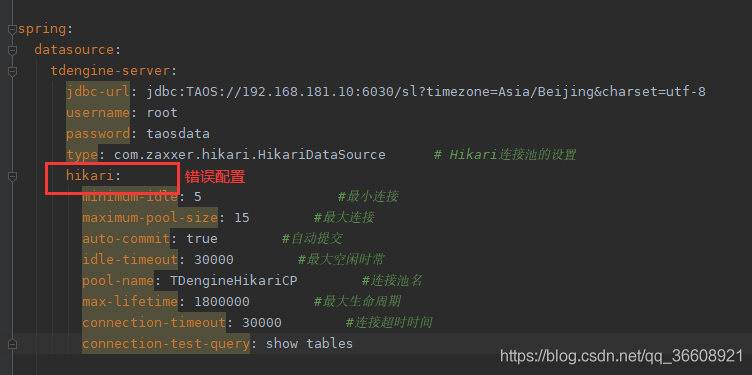 spring:
datasource:
tdengine-server:
jdbc-url: jdbc:TAOS://192.168.181.10:6030/sl?timezone=Asia/Beijing&charset=utf-8
username: root
password: taosdata
type: com.zaxxer.hikari.HikariDataSource # Hikari连接池的设置
hikari: 错误配置
minimum-idle: 5 #最小连接
maximum-pool-size: 15 #最大连接
auto-commit: true #自动提交
idle-timeout: 30000 #最大空闲时常
pool-name: TDengineHikariCP #连接池名
max-lifetime: 1800000 #最大生命周期
connection-timeout: 30000 #连接超时时间
connection-test-query: show tables
https://blog.csdn.net/qq_36608921